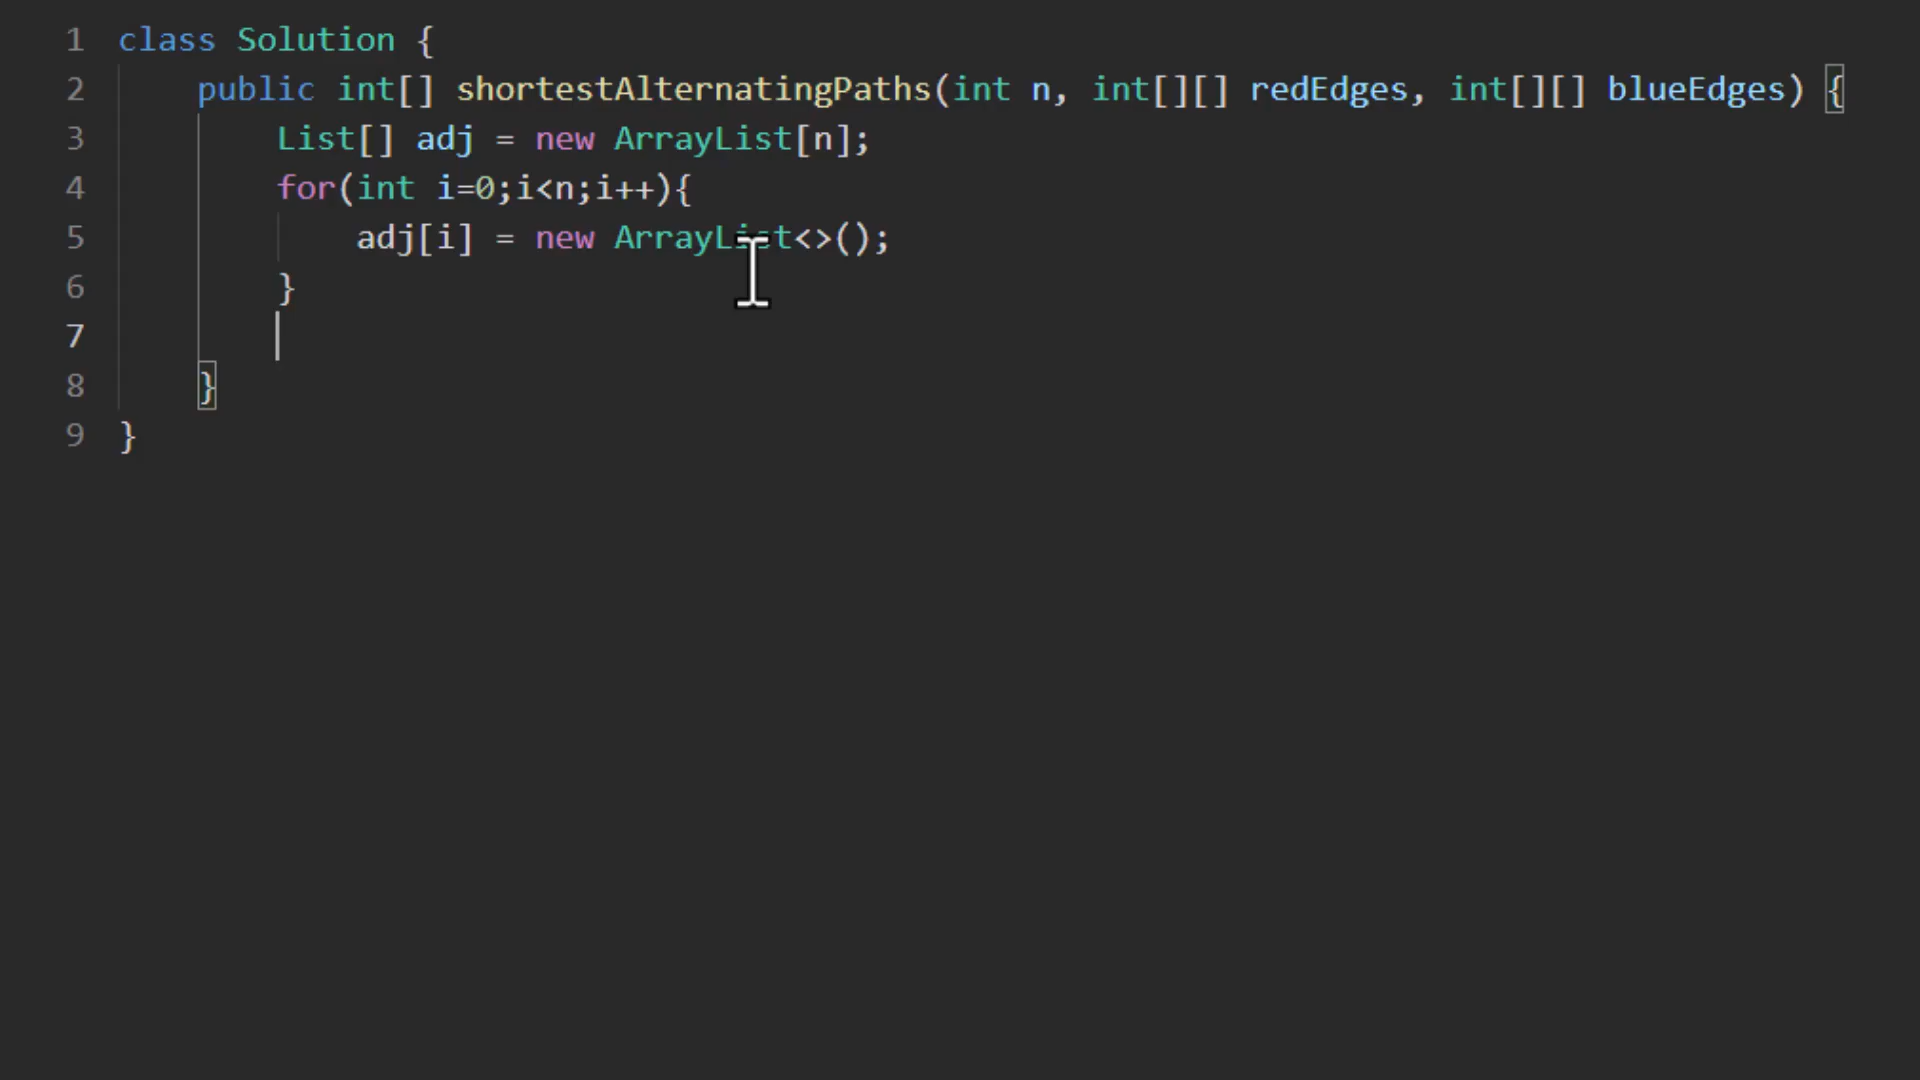 1 class Solution {
2 public int[] shortestAlternatingPaths(int n, int[][] redEdges, int[][] blueEdges) {
3 List[] adj = new ArrayList[n];
4 for(int i=0;i<n;i++){
5 adj[i] = new ArrayList<>();
6 }
7
8 }
9 }